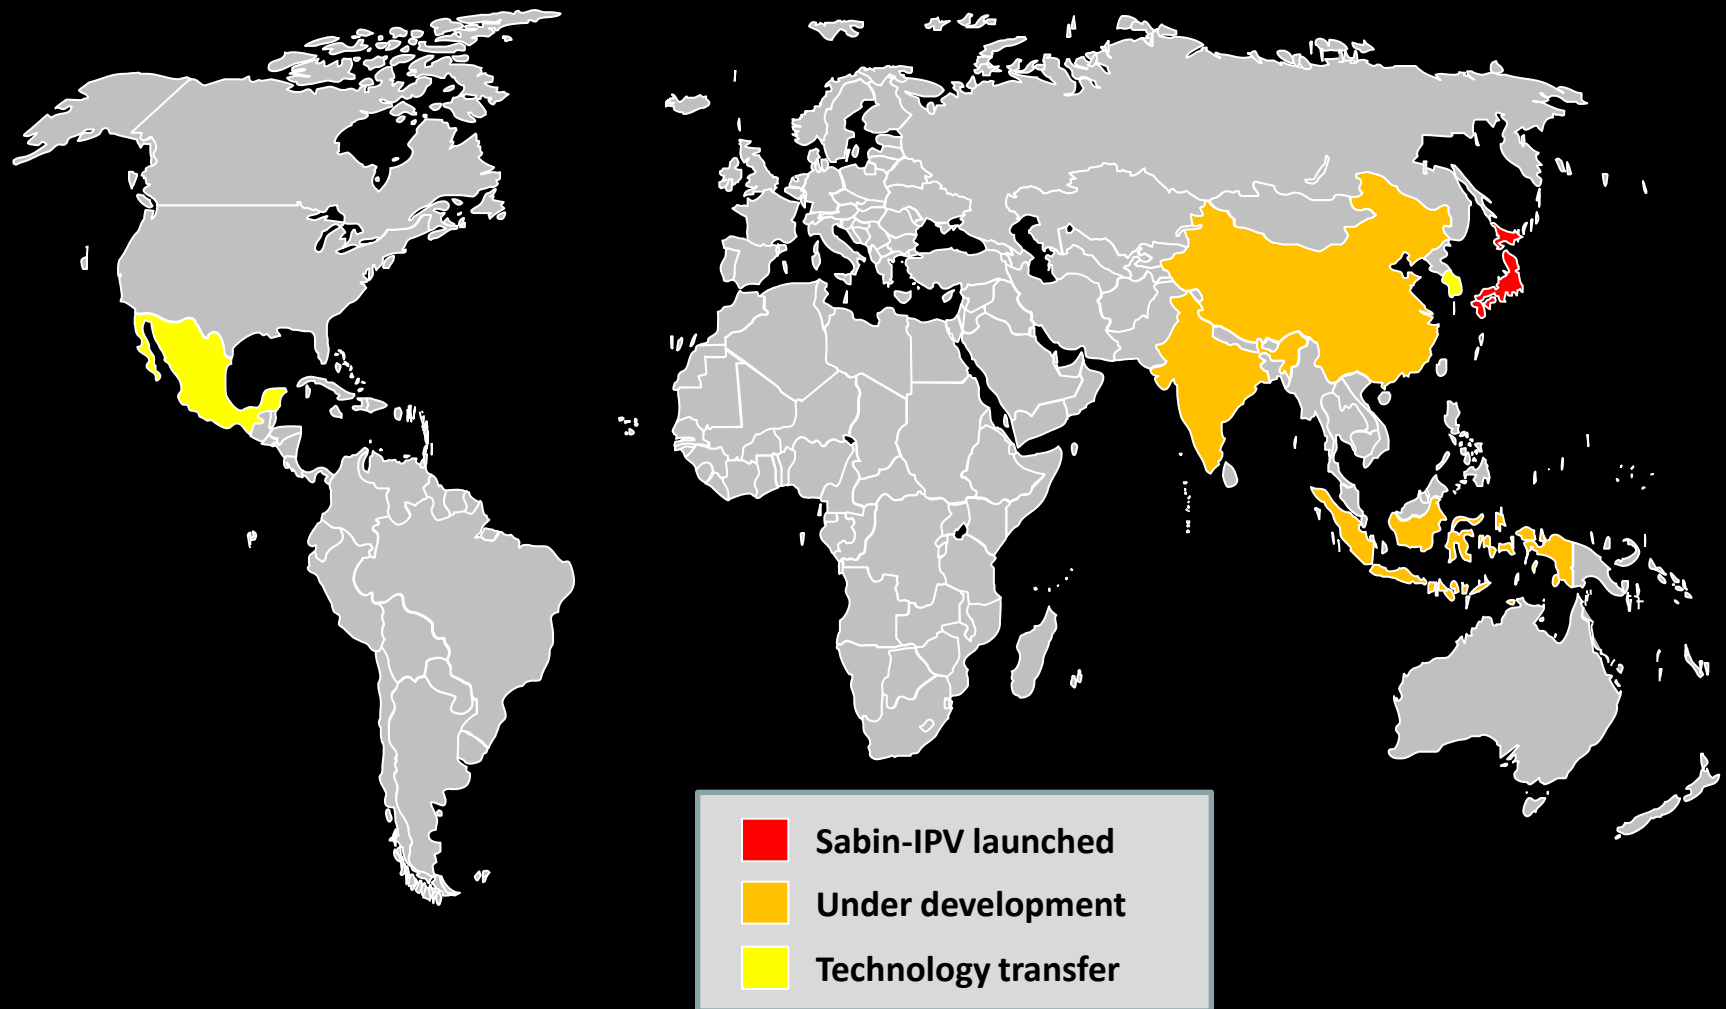 Sabin-IPV launched
Under development
Technology transfer